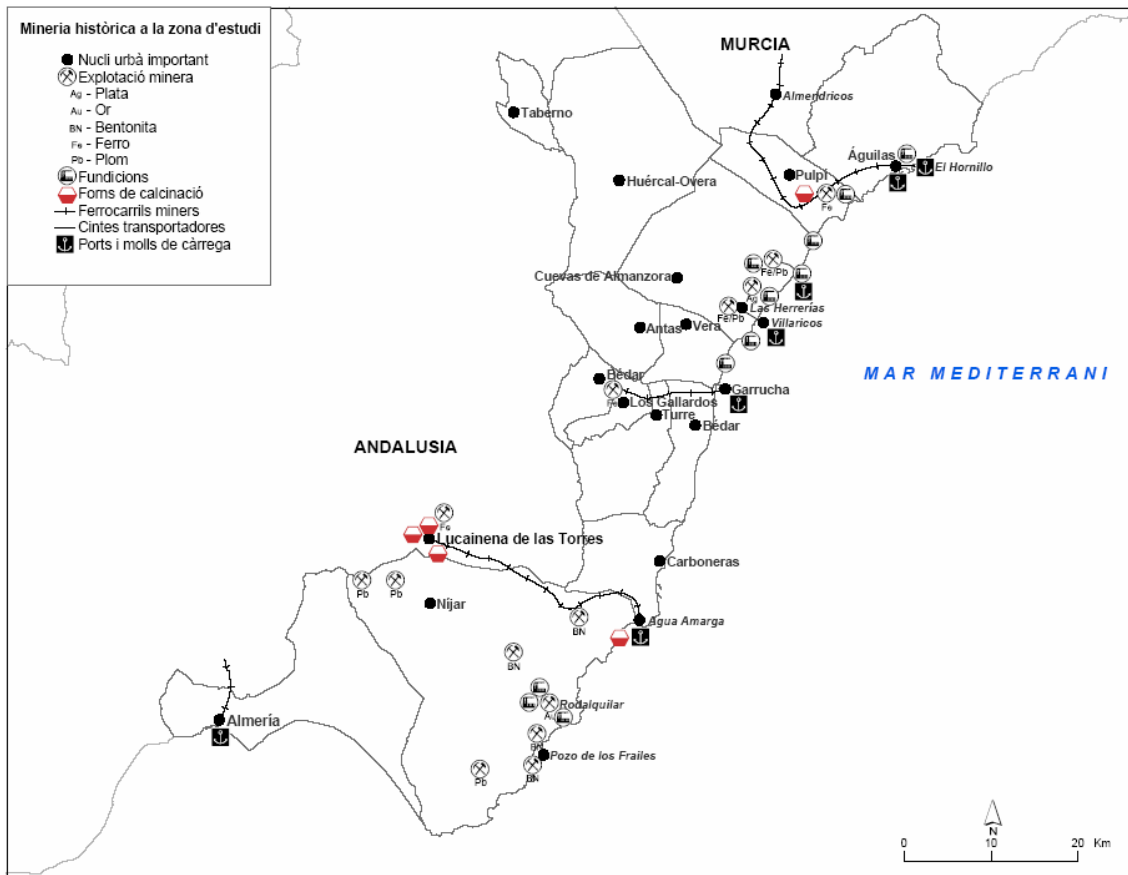 Mineria històrica a la zona d'estudi
Nucli urbà important
Explotació minera
Ag - Plata
Au - Or
BN - Bentonita
Fe - Ferro
Pb - Plom
Fundicions
Forns de calcinació
Ferrocarrils miners
Cintes transportadores
Ports i molls de càrrega
MURCIA
Almendricos
Taberno
Águilas
El Hornillo
Pulpí
Huércal-Overa
Fe
Cuevas de Almanzora
Fe/Pb
Ag
Las Herrerías
Fe/Pb
Villaricos
Antas
Vera
MAR MEDITERRANI
Bédar
Garrucha
Fe
Los Gallardos
Turre
Bédar
ANDALUSIA
Fe
Lucainena de las Torres
Carboneras
Pb
Pb
Níjar
Agua Amarga
BN
BN
Rodalquilar
Au
Almería
BN
Pozo de los Frailes
Pb
BN
N
0 10 20 Km